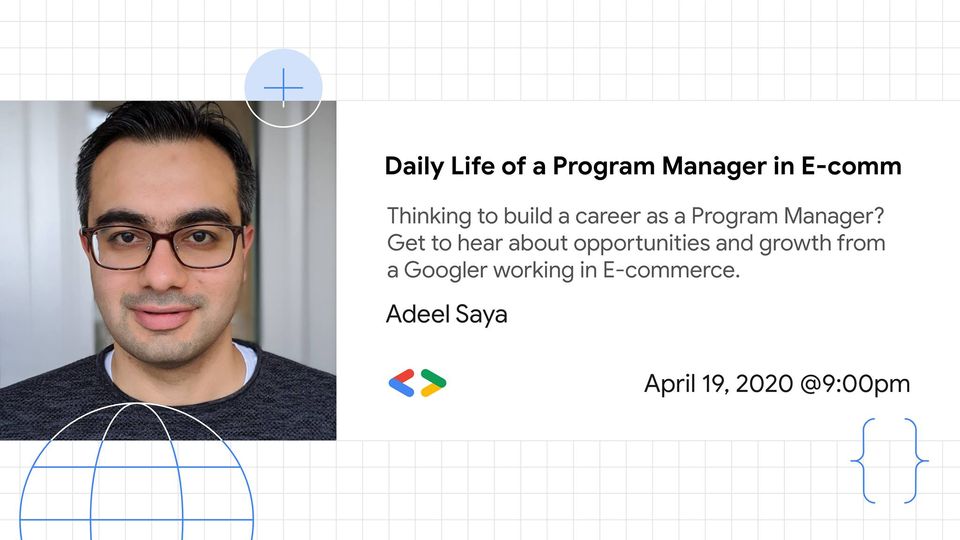 Daily Life of a Program Manager in E-comm
Thinking to build a career as a Program Manager?
Get to hear about opportunities and growth from
a Googler working in E-commerce.
Adeel Saya
April 19, 2020 @9:00pm